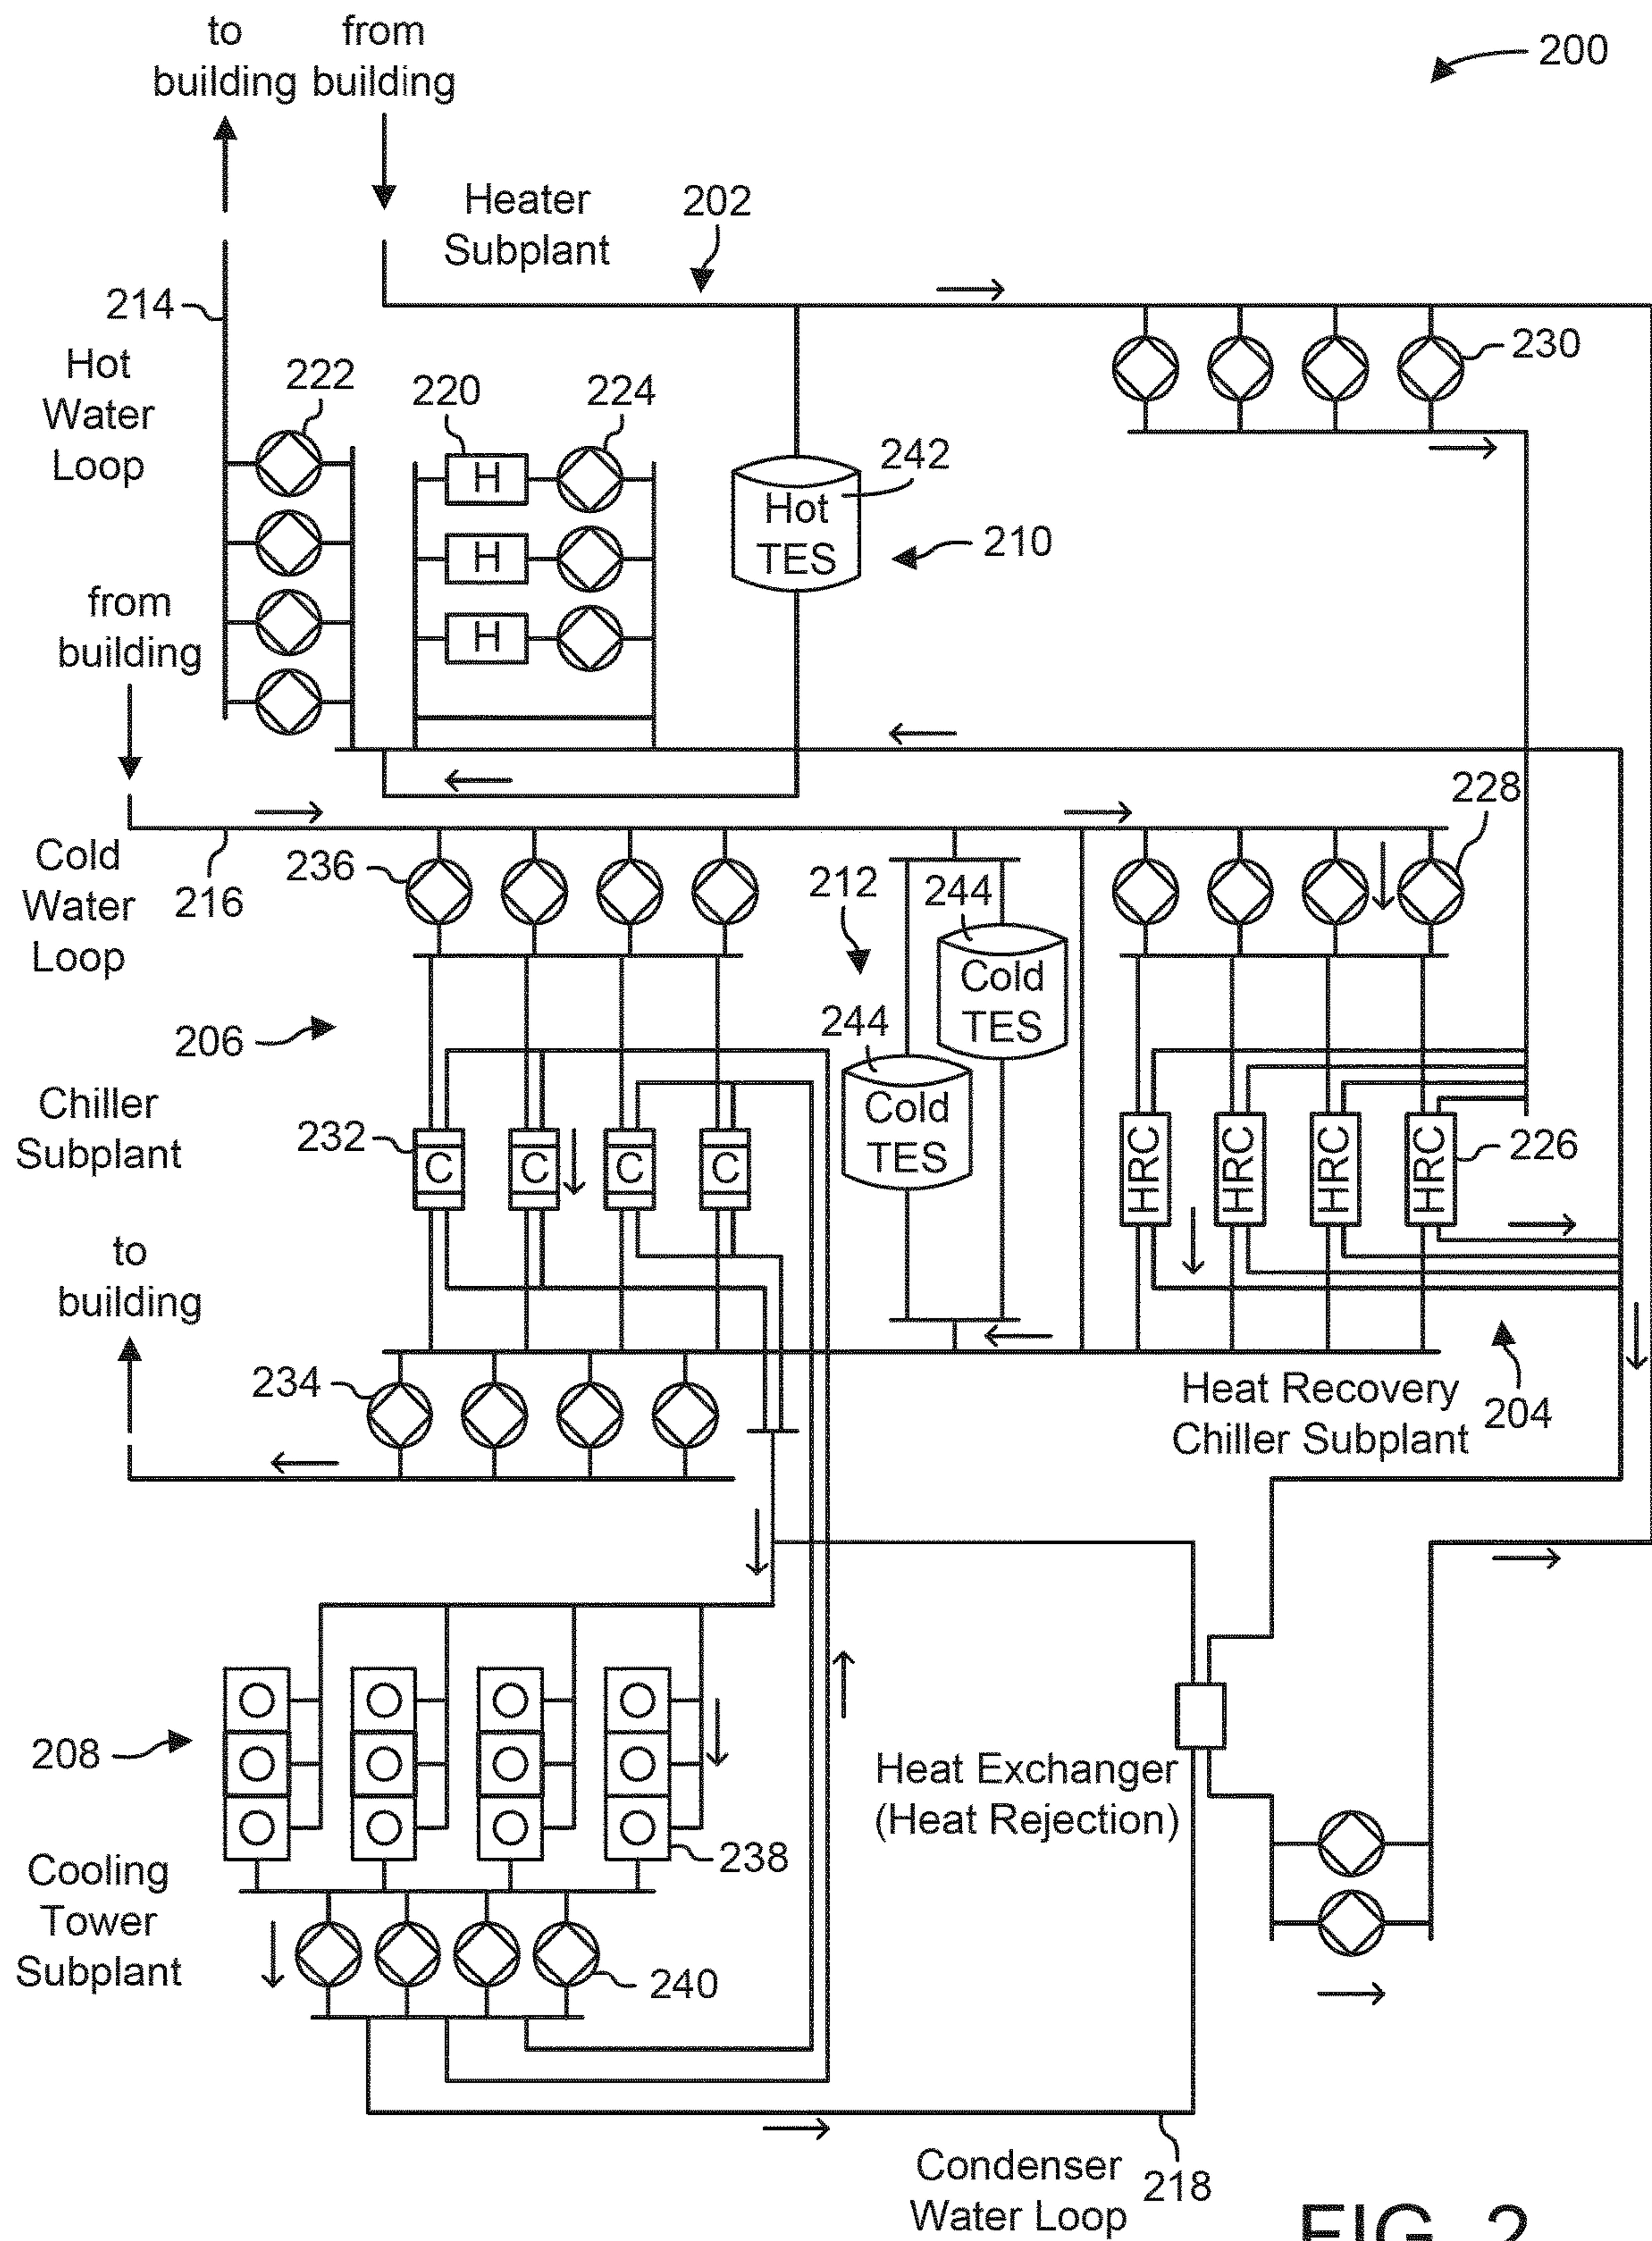 to
building
from
building
200
Heater
Subplant
202
214
Hot
Water
Loop
222
220
224
230
H
H
H
Hot
TES
242
210
from
building
228
Cold
Water
Loop
216
236
212
244
Cold
TES
244
Cold
TES
206
Chiller
Subplant
232
C
C
C
C
HRC
HRC
HRC
HRC
226
to
building
234
Heat Recovery
Chiller Subplant
204
208
Heat Exchanger
(Heat Rejection)
238
Cooling
Tower
Subplant
240
Condenser
Water Loop
218
FIG. 2